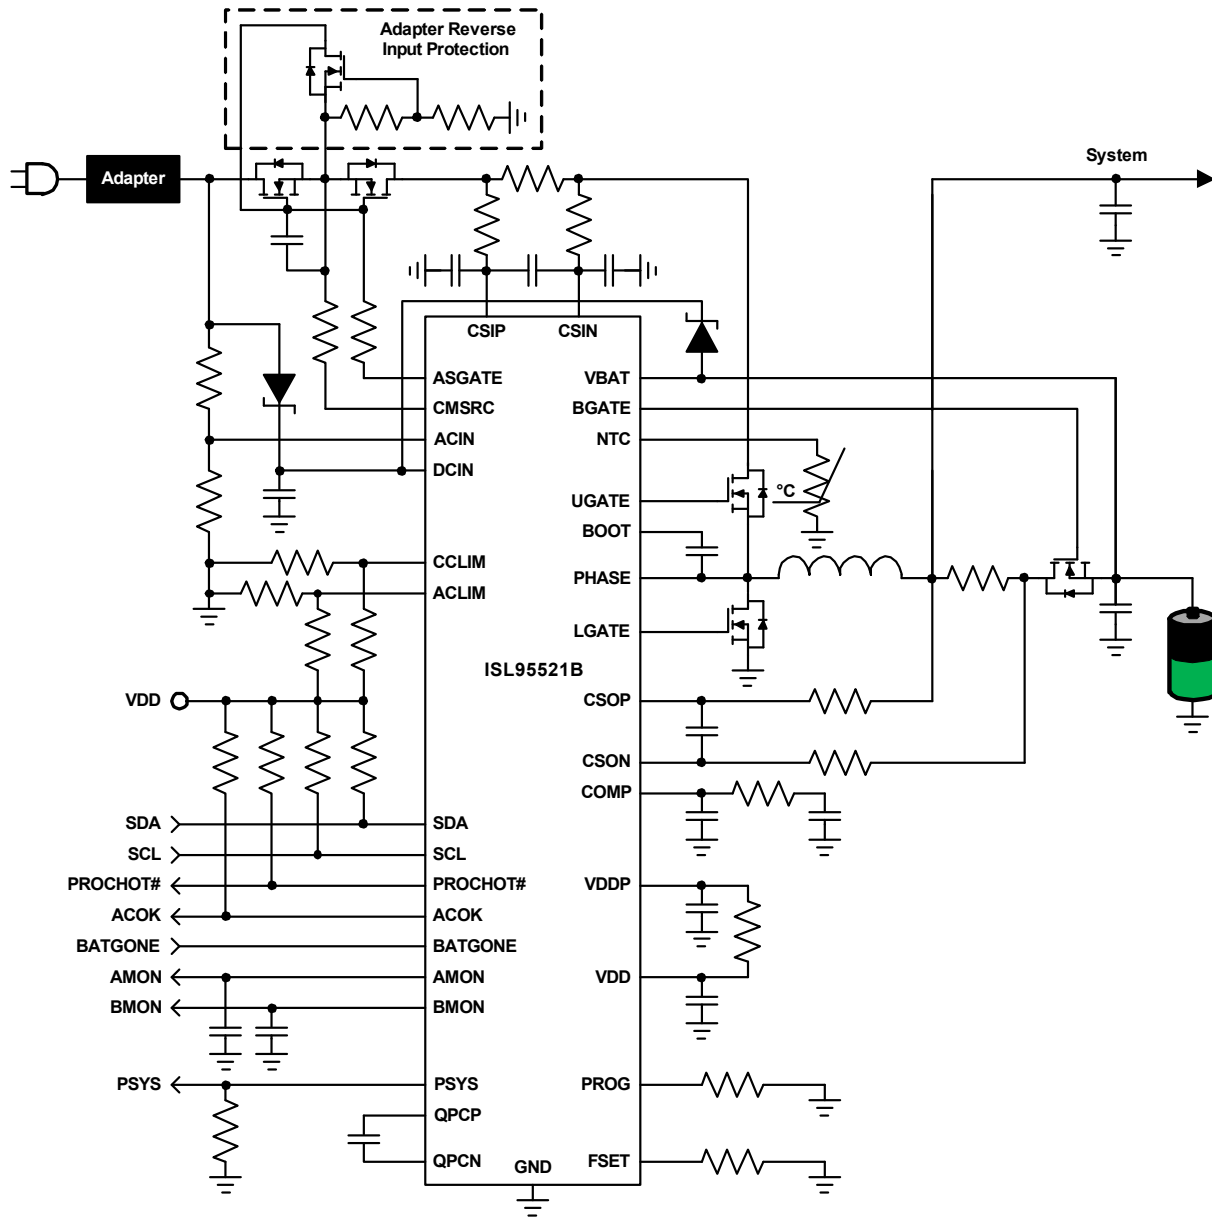 Adapter Reverse
Input Protection
Adapter
System
CSIP
CSIN
ASGATE
VBAT
CMSRC
BGATE
ACIN
NTC
DCIN
UGATE
°C
BOOT
CCLIM
PHASE
ACLIM
LGATE
ISL95521B
VDD
CSOP
CSON
COMP
SDA
SDA
SCL
SCL
PROCHOT#
PROCHOT#
VDDP
ACOK
ACOK
BATGONE
BATGONE
AMON
AMON
VDD
BMON
BMON
PSYS
PSYS
PROG
QPCP
QPCN
GND
FSET